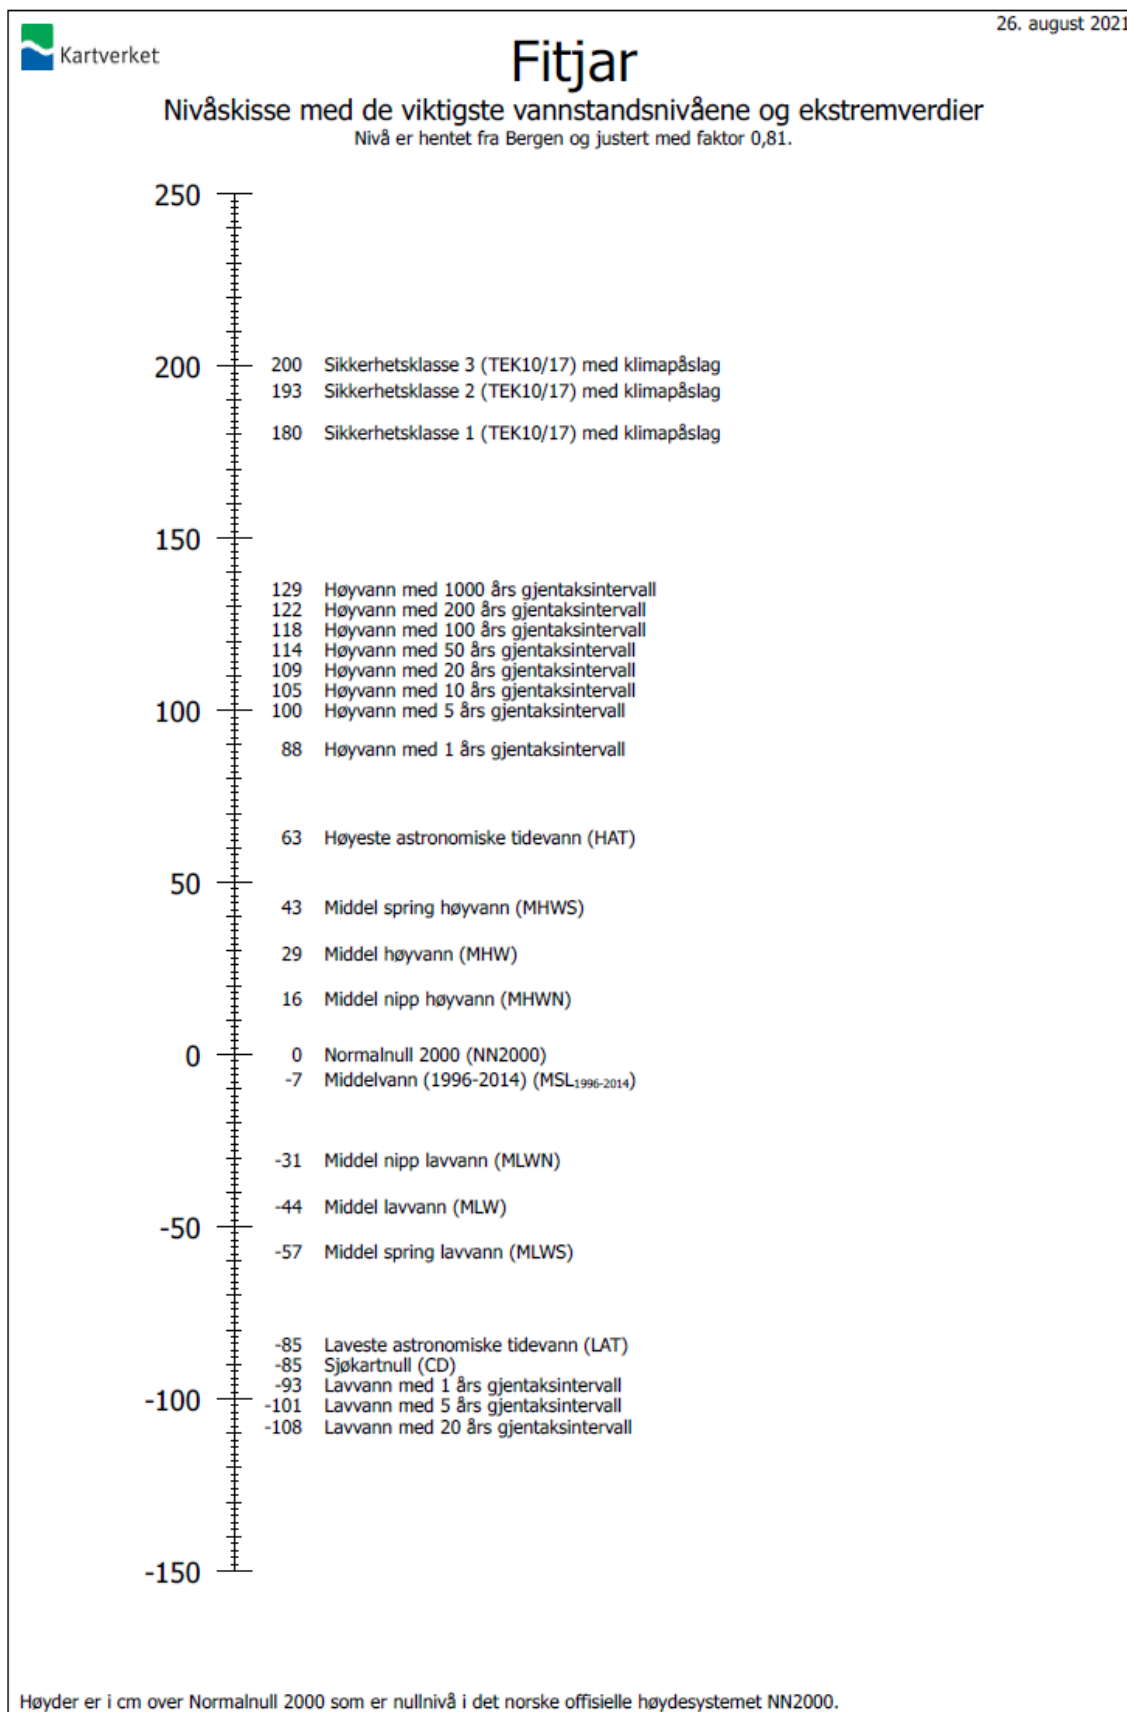 26. august 2021
Kartverket
Fitjar
Nivåskisse med de viktigste vannstandsnivåene og ekstremverdier
Nivå er hentet fra Bergen og justert med faktor 0,81.
250
200
200 Sikkerhetsklasse 3 (TEK10/17) med klimapåslag
193 Sikkerhetsklasse 2 (TEK10/17) med klimapåslag
180 Sikkerhetsklasse 1 (TEK10/17) med klimapåslag
150
129 Høyvann med 1000 års gjentaksintervall
122 Høyvann med 200 års gjentaksintervall
118 Høyvann med 100 års gjentaksintervall
114 Høyvann med 50 års gjentaksintervall
109 Høyvann med 20 års gjentaksintervall
105 Høyvann med 10 års gjentaksintervall
100
100 Høyvann med 5 års gjentaksintervall
88 Høyvann med 1 års gjentaksintervall
63 Høyeste astronomiske tidevann (HAT)
50
43 Middel spring høyvann (MHWS)
29 Middel høyvann (MHW)
16 Middel nipp høyvann (MHWN)
0
0 Normalnull 2000 (NN2000)
-7 Middelvann (1996-2014) (MSL1996-2014)
-31 Middel nipp lavvann (MLWN)
-44 Middel lavvann (MLW)
-50
-57 Middel spring lavvann (MLWS)
-85 Laveste astronomiske tidevann (LAT)
-85 Sjøkartnull (CD)
-93 Lavvann med 1 års gjentaksintervall
-100
-101 Lavvann med 5 års gjentaksintervall
-108 Lavvann med 20 års gjentaksintervall
-150
Høyder er i cm over Normalnull 2000 som er nullnivå i det norske offisielle høydesystemet NN2000.